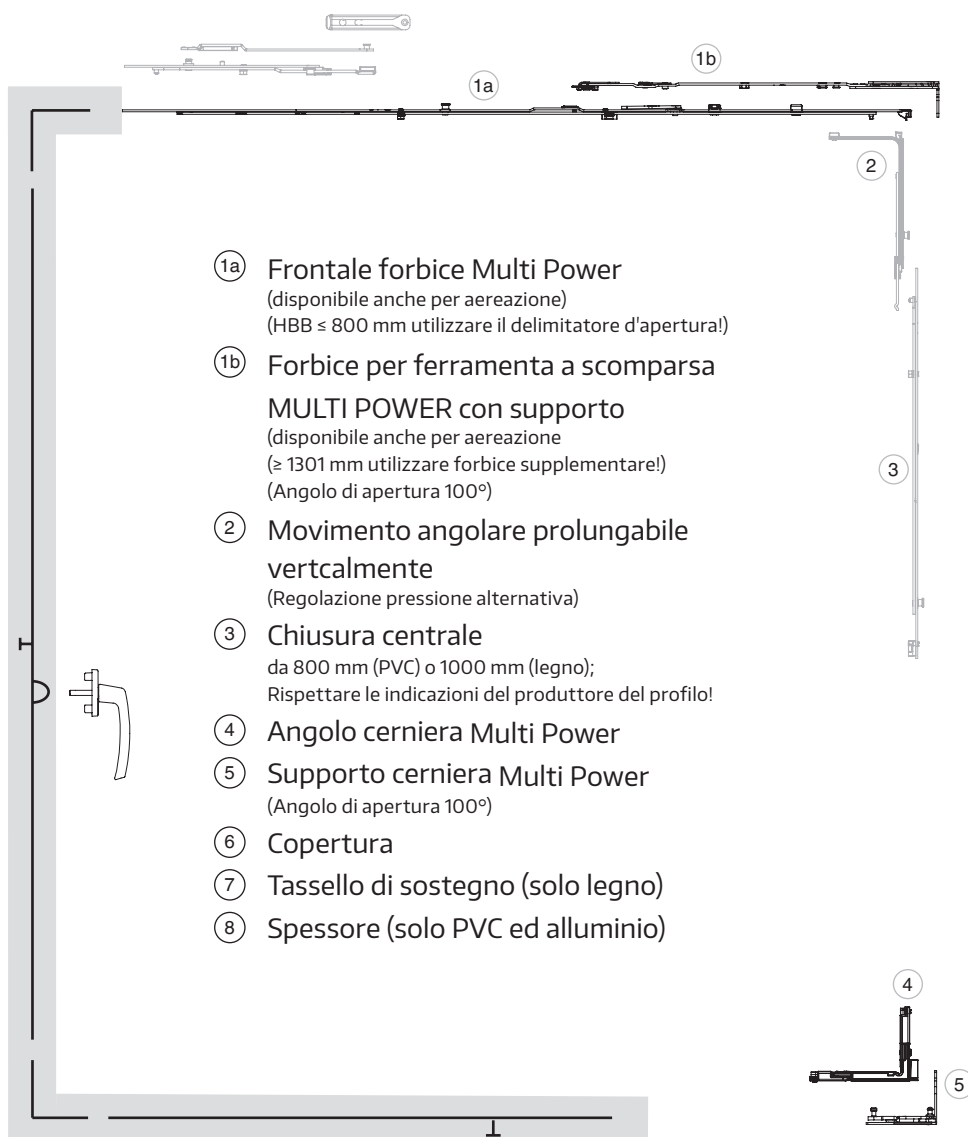 1a
1b
2
3
1a Frontale forbice Multi Power
(disponibile anche per aereazione)
(HBB ≤ 800 mm utilizzare il delimitatore d'apertura!)
1b Forbice per ferramenta a scomparsa
MULTI POWER con supporto
(disponibile anche per aereazione
(≥ 1301 mm utilizzare forbice supplementare!)
(Angolo di apertura 100°)
2 Movimento angolare prolungabile
vertcalmente
(Regolazione pressione alternativa)
3 Chiusura centrale
da 800 mm (PVC) o 1000 mm (legno);
Rispettare le indicazioni del produttore del profilo!
4 Angolo cerniera Multi Power
5 Supporto cerniera Multi Power
(Angolo di apertura 100°)
6 Copertura
7 Tassello di sostegno (solo legno)
8 Spessore (solo PVC ed alluminio)
4
5